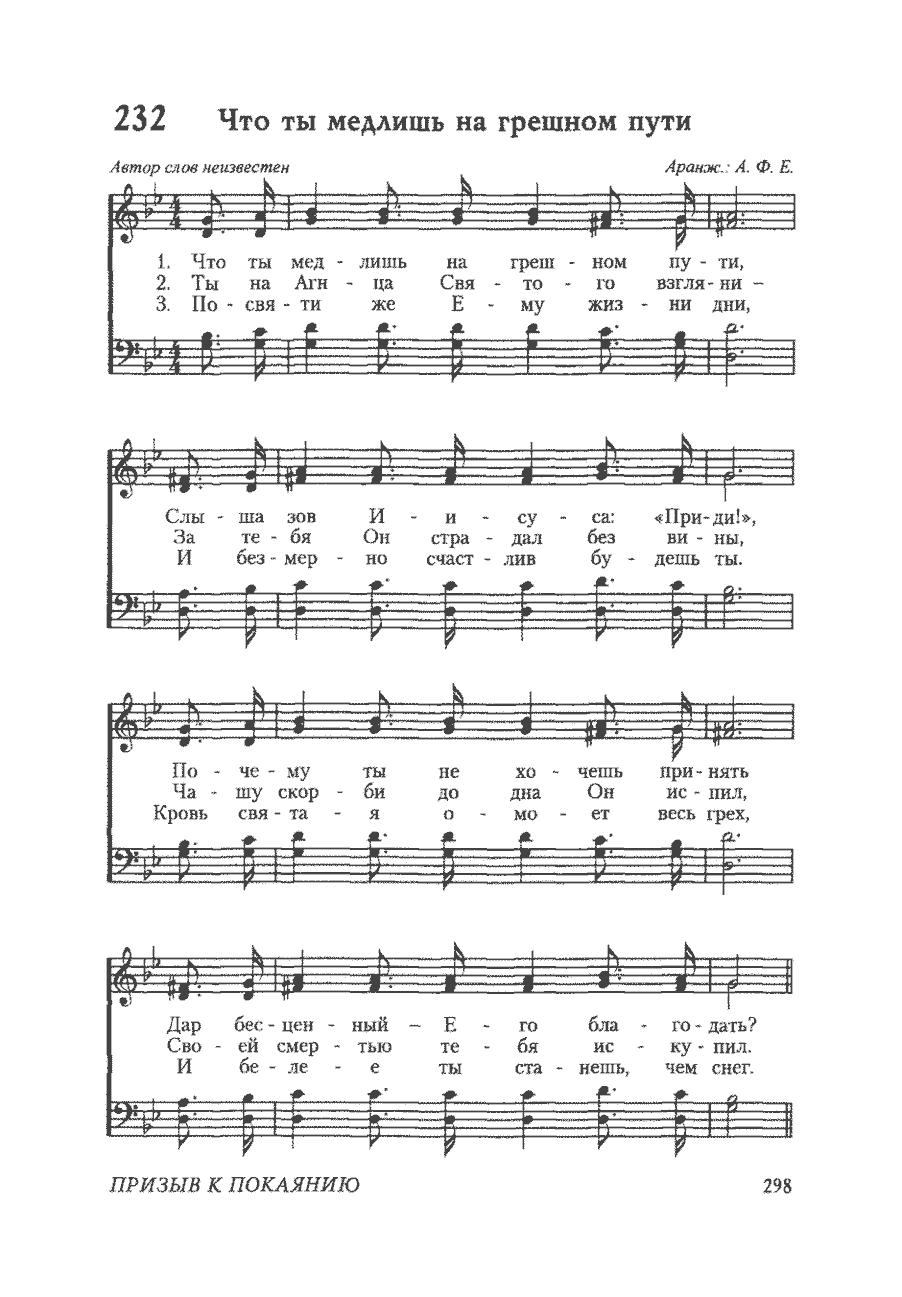 232 Что ты медлишь на грешном пути
Автор слов неизвестен Аранж.: А. Ф. Е.
1. Что ты мед - лишь на греш - ном пу - ти,
2. Ты на Агн - ца Свя - то - го взгля - ни –
3. По - свя - ти же Е - му жиз - ни дни,
Слы - ша зов И - и - су - са: «При - ди!»,
За те - бя Он стра - дал без ви - ны,
И без - мер - но счаст - лив бу - дешь ты.
По - че - му ты не хо - чешь при - нять
Ча - шу скор - би до дна Он ис - пил,
Кровь свя - та - я о - мо - ет весь грех,
Дар бес - цен - ный – Е - го бла - го - дать?
Сво - ей смер - тью те - бя ис - ку - пил.
И бе - ле - е ты ста - нешь, чем снег.
ПРИЗЫВ К ПОКАЯНИЮ 298